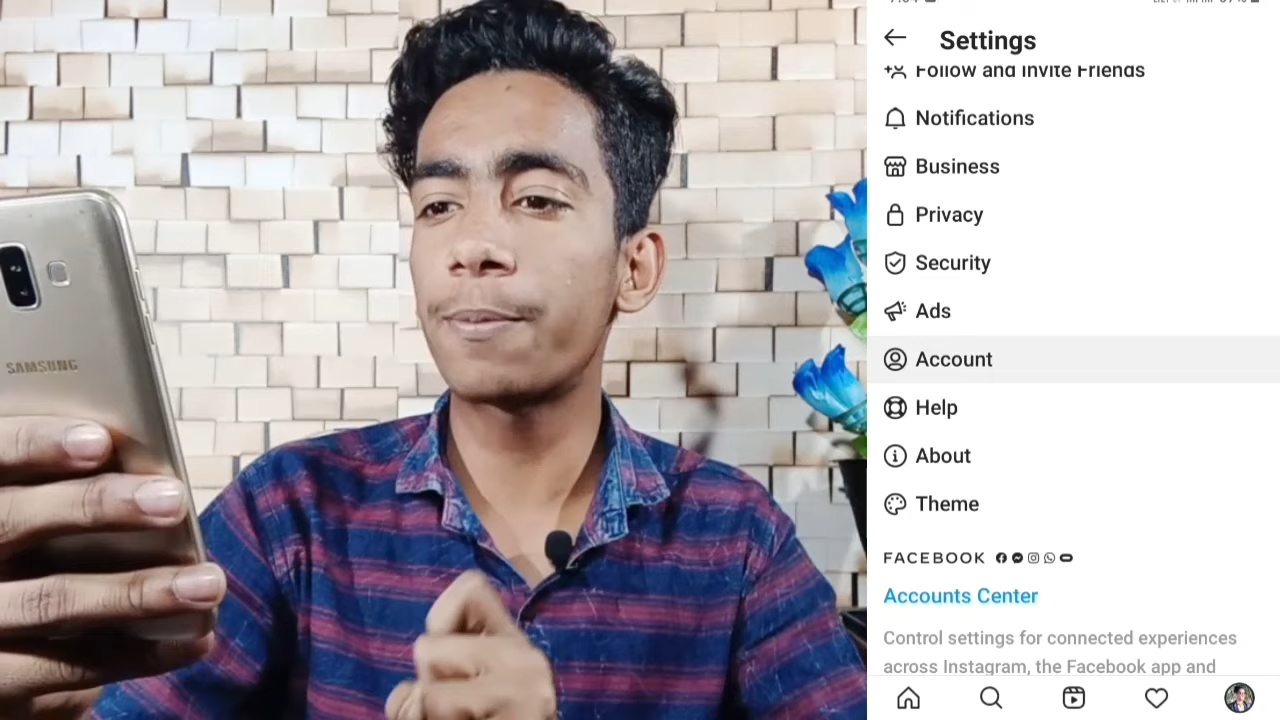 SAMSUNG
Settings
Follow and Invite Friends
Notifications
Business
Privacy
Security
Ads
Account
Help
About
Theme
FACEBOOK
Accounts Center
Control settings for connected experiences
across Instagram, the Facebook app and